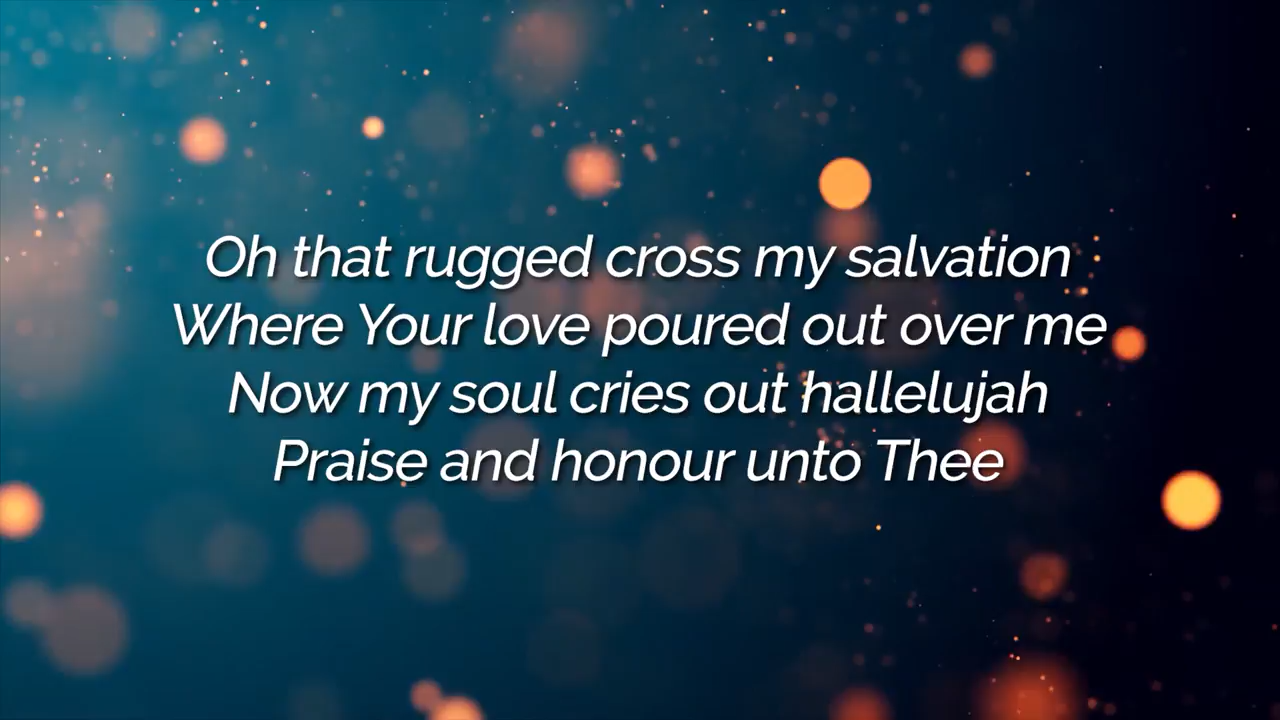 Oh that rugged cross my salvation
Where Your love poured out over me
Now my soul cries out hallelujah
Praise and honour unto Thee